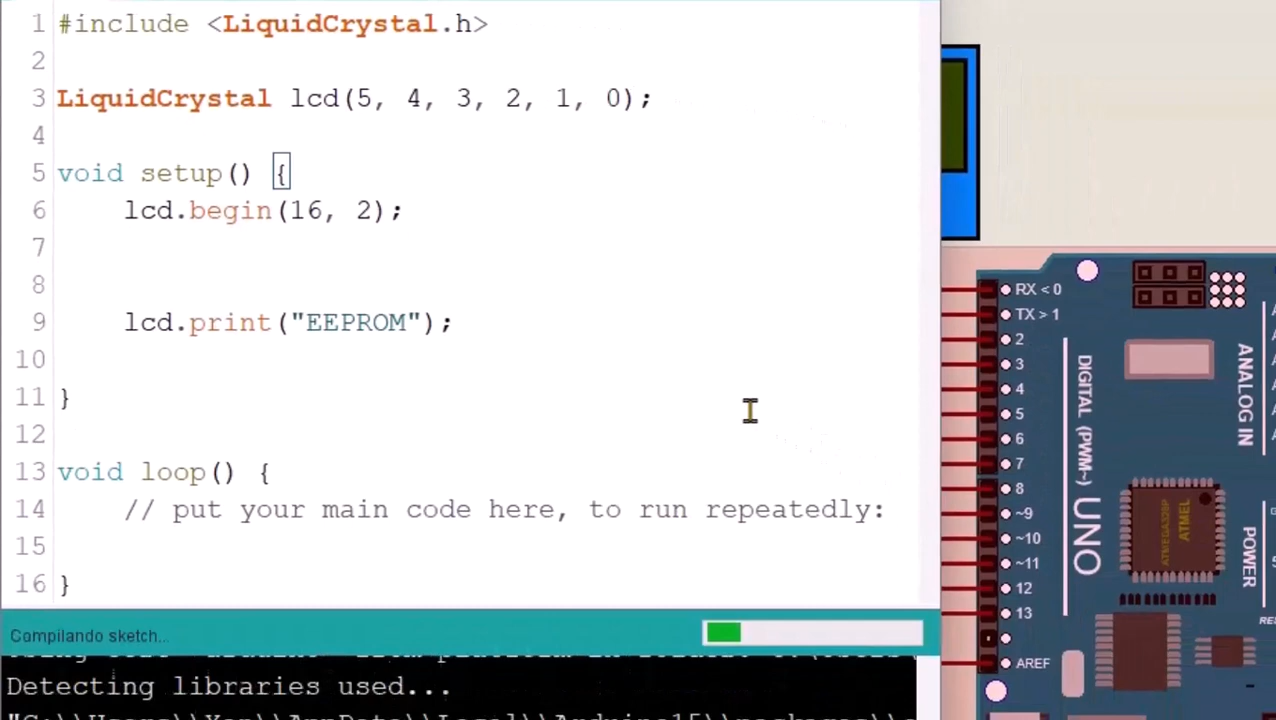 1 #include <LiquidCrystal.h>
2
3 LiquidCrystal lcd(5, 4, 3, 2, 1, 0);
4
5 void setup() {
6 lcd.begin(16, 2);
7
8
9 lcd.print("EEPROM");
10
11 }
12
13 void loop() {
14 // put your main code here, to run repeatedly:
15
16 }
Compilando sketch...
Detecting libraries used...
RX < 0
TX > 1
2
3
4
5
6
7
8
~9
~10
~11
12
13
AREF
DIGITAL (PWM~)
UNO
ANALOG IN
ATMEGA328P
ATMEL
POWER